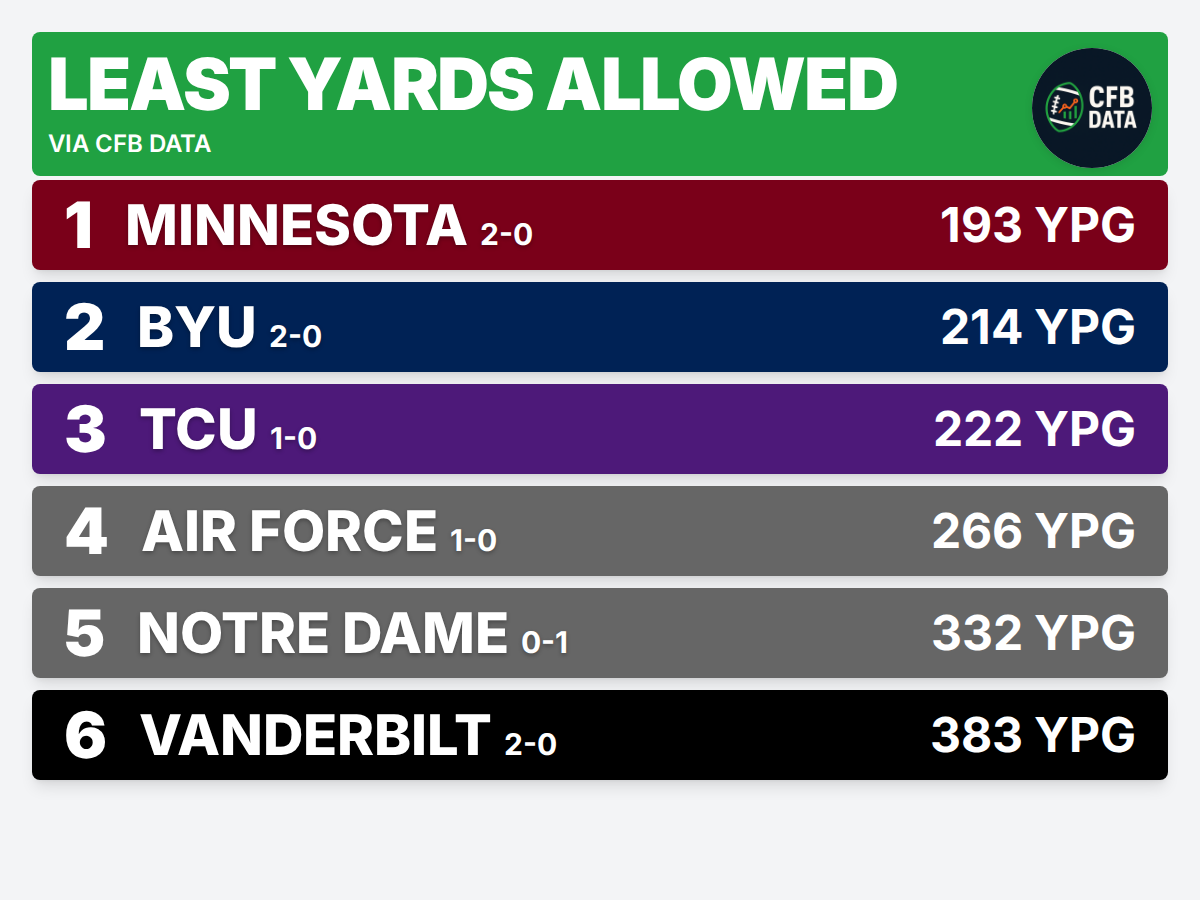 LEAST YARDS ALLOWED
VIA CFB DATA
CFB
DATA
1 MINNESOTA 2-0 193 YPG
2 BYU 2-0 214 YPG
3 TCU 1-0 222 YPG
4 AIR FORCE 1-0 266 YPG
5 NOTRE DAME 0-1 332 YPG
6 VANDERBILT 2-0 383 YPG